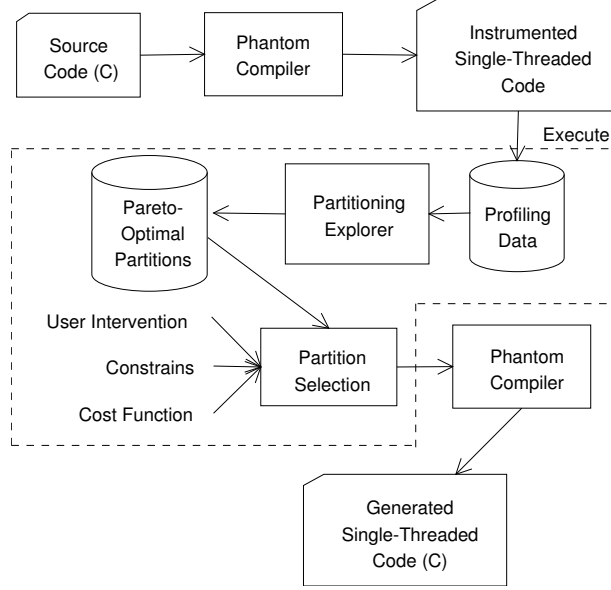 Source
Code (C)
Phantom
Compiler
Instrumented
Single-Threaded
Code
Execute
Pareto-
Optimal
Partitions
Partitioning
Explorer
Profiling
Data
User Intervention
Constrains
Cost Function
Partition
Selection
Phantom
Compiler
Generated
Single-Threaded
Code (C)